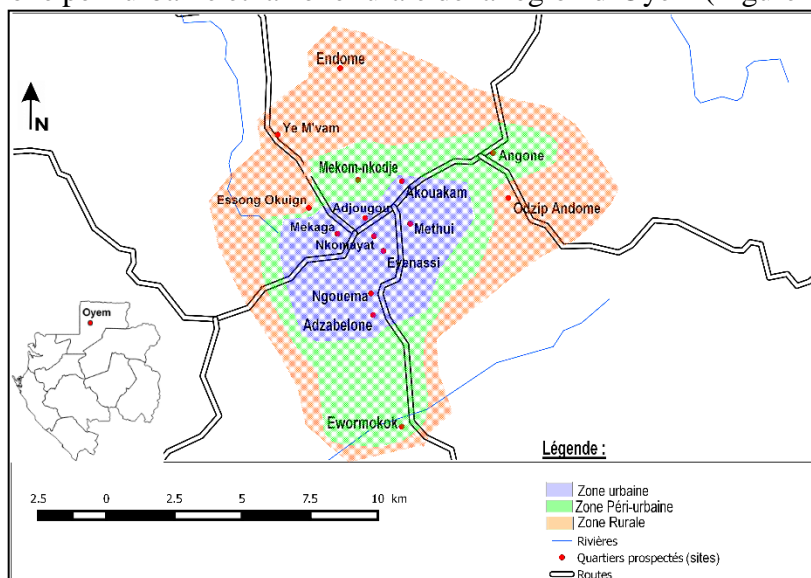 Endome
Ye M'vam
N
Angone
Mekom-nkodje
Akouakam
Essong Okuign
Odzip Andome
Adjougou
Methui
Mekaga
Nkomayat
Eyenassi
Ngouema
Oyem
Adzabelone
Ewormokok
Légende :
2.5 0 2.5 5 7.5 10 km
Zone urbaine
Zone Péri-urbaine
Zone Rurale
Rivières
Quartiers prospectés (sites)
Routes